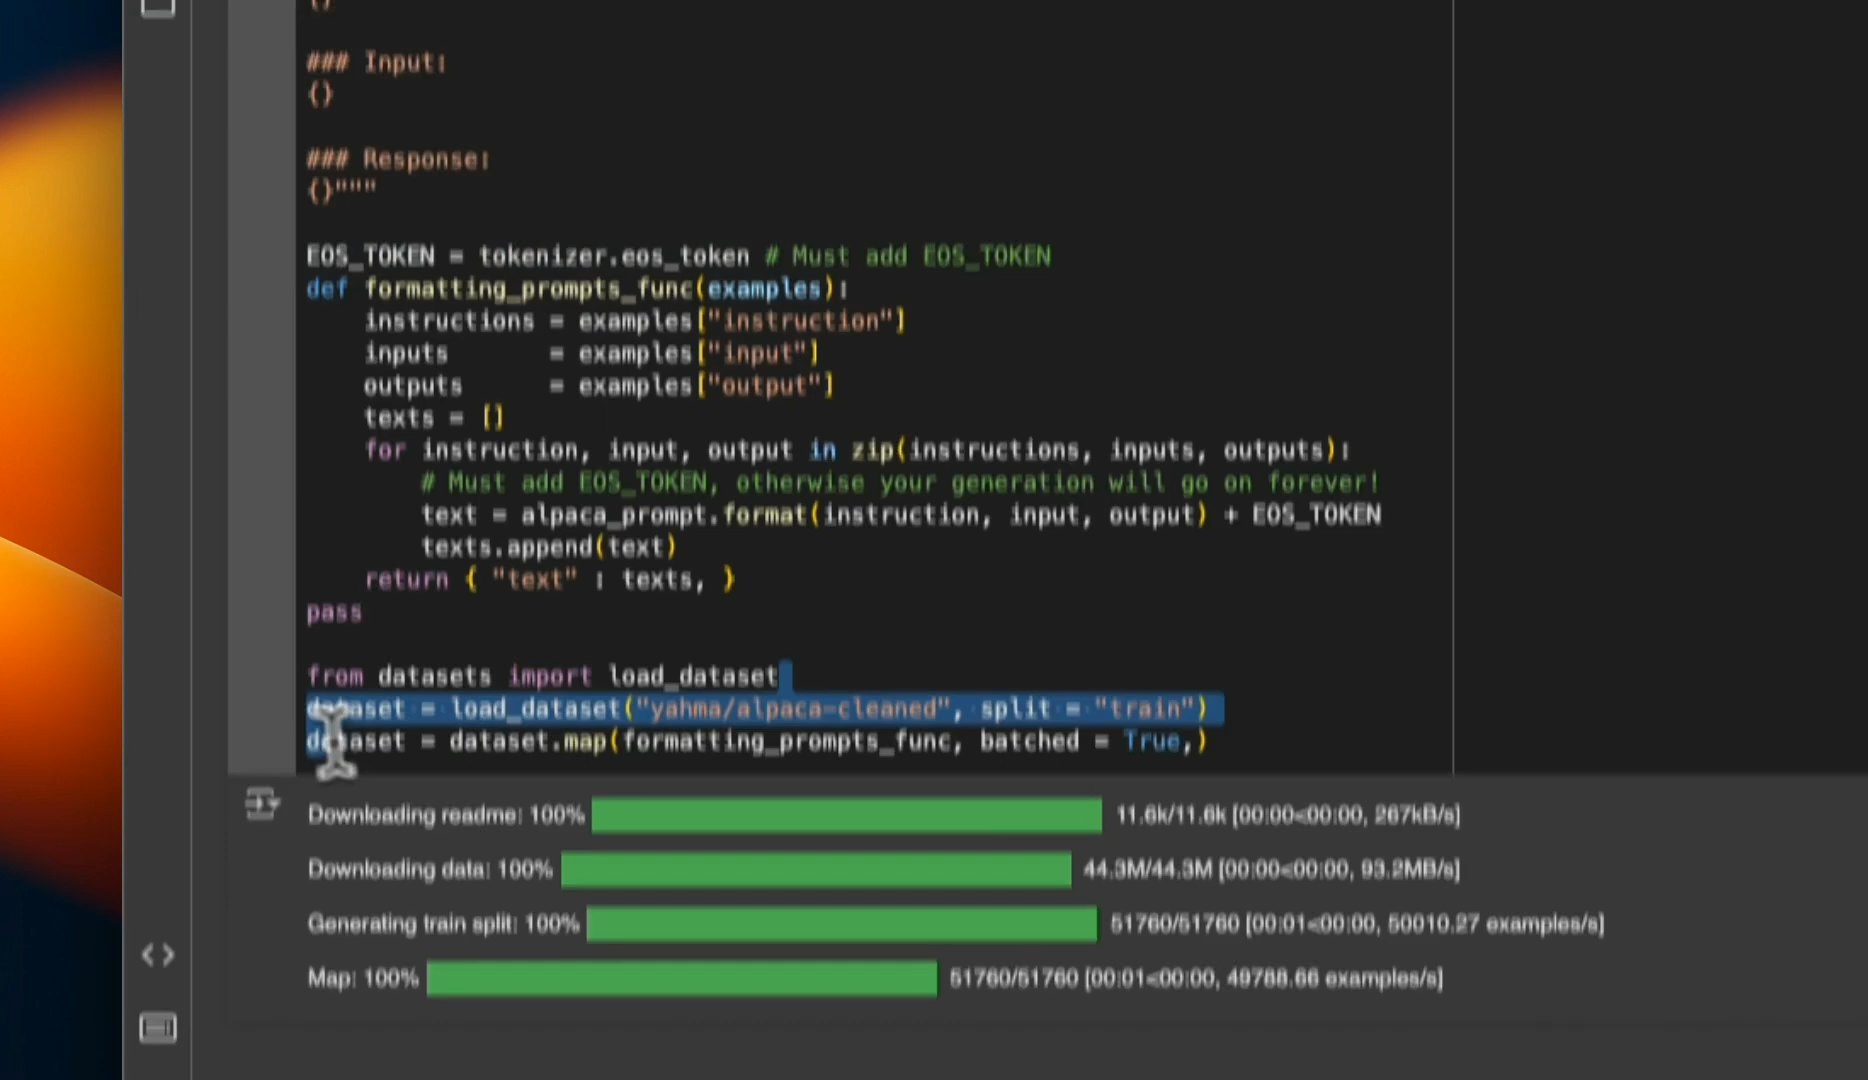 {}
### Input:
{}
### Response:
{}"""
EOS_TOKEN = tokenizer.eos_token # Must add EOS_TOKEN
def formatting_prompts_func(examples):
    instructions = examples["instruction"]
    inputs       = examples["input"]
    outputs      = examples["output"]
    texts = []
    for instruction, input, output in zip(instructions, inputs, outputs):
        # Must add EOS_TOKEN, otherwise your generation will go on forever!
        text = alpaca_prompt.format(instruction, input, output) + EOS_TOKEN
        texts.append(text)
    return { "text" : texts, }
pass
from datasets import load_dataset
dataset = load_dataset("yahma/alpaca-cleaned", split = "train")
dataset = dataset.map(formatting_prompts_func, batched = True,)
Downloading readme: 100% 11.6k/11.6k [00:00<00:00, 267kB/s]
Downloading data: 100% 44.3M/44.3M [00:00<00:00, 93.2MB/s]
Generating train split: 100% 51760/51760 [00:01<00:00, 50010.27 examples/s]
Map: 100% 51760/51760 [00:01<00:00, 49788.66 examples/s]